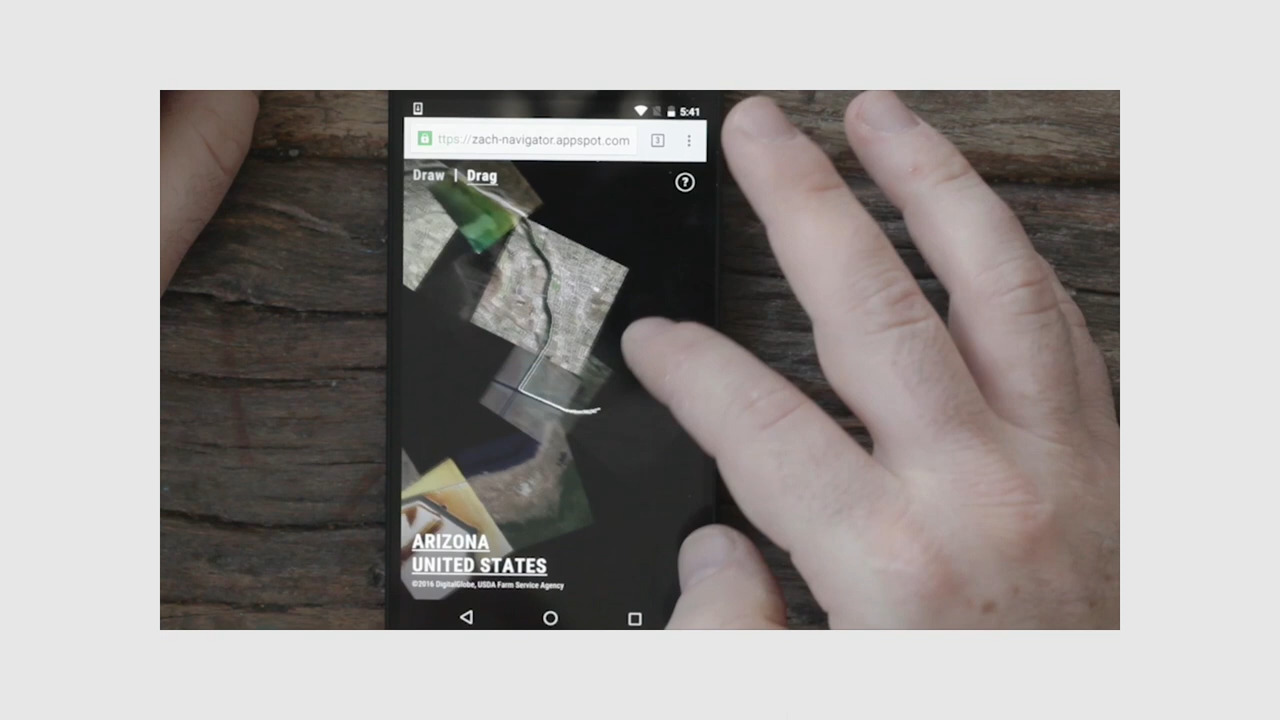 5:41
ttps://zach-navigator.appspot.com
3
Draw | Drag
?
ARIZONA
UNITED STATES
©2016 DigitalGlobe, USDA Farm Service Agency